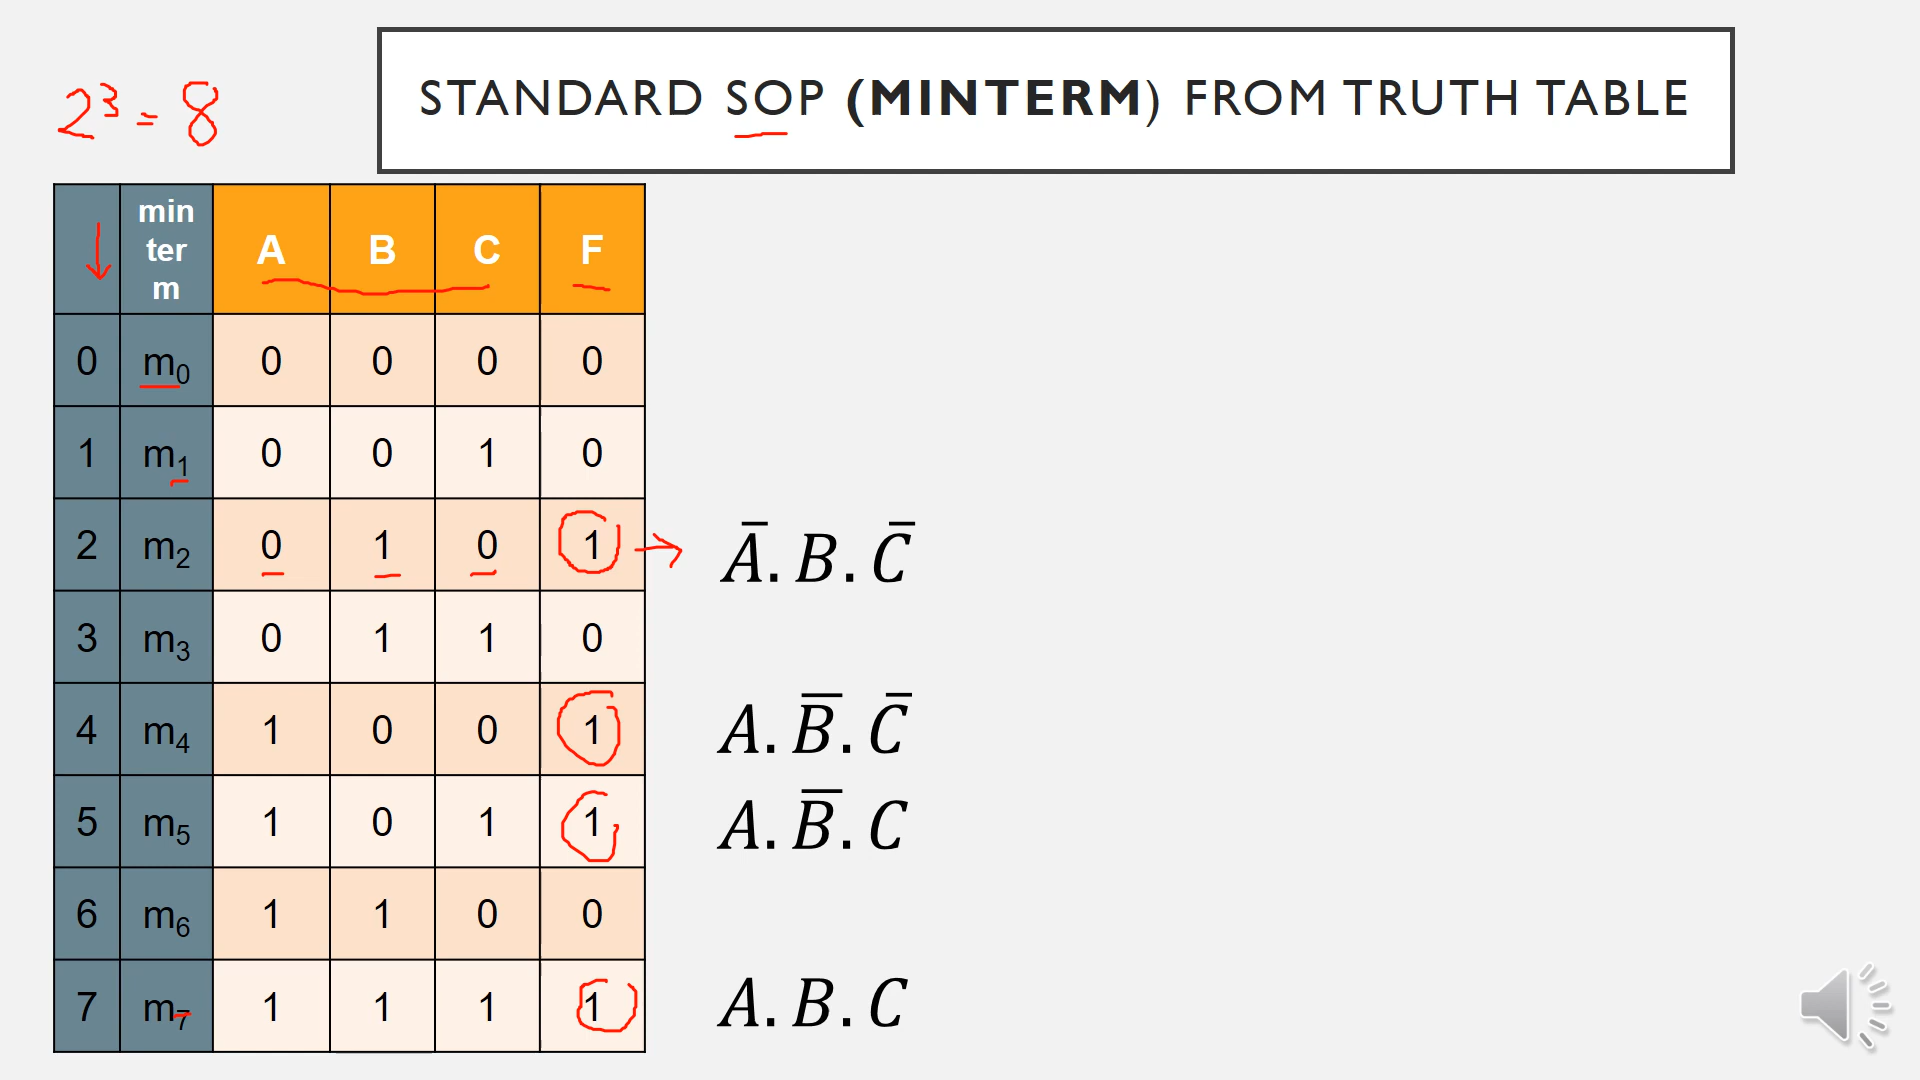 2³ = 8
STANDARD SOP (MINTERM) FROM TRUTH TABLE
min ter m A B C F
0 m₀ 0 0 0 0
1 m₁ 0 0 1 0
2 m₂ 0 1 0 1 → A̅.B.C̅
3 m₃ 0 1 1 0
4 m₄ 1 0 0 1 A.B̅.C̅
5 m₅ 1 0 1 1 A.B̅.C
6 m₆ 1 1 0 0
7 m₇ 1 1 1 1 A.B.C